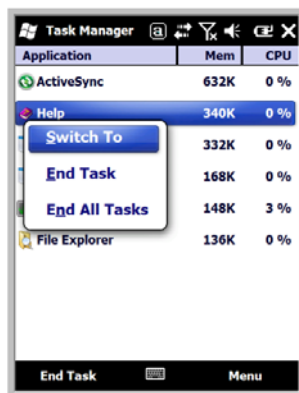 Task Manager a
Application Mem CPU
ActiveSync 632K 0 %
Help 340K 0 %
Switch To 332K 0 %
End Task 168K 0 %
End All Tasks 148K 3 %
File Explorer 136K 0 %
End Task Menu